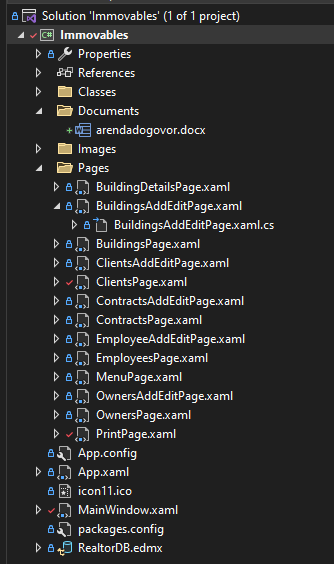 Solution 'Immovables' (1 of 1 project)
Immovables
Properties
References
Classes
Documents
arendadogovor.docx
Images
Pages
BuildingDetailsPage.xaml
BuildingsAddEditPage.xaml
BuildingsAddEditPage.xaml.cs
BuildingsPage.xaml
ClientsAddEditPage.xaml
ClientsPage.xaml
ContractsAddEditPage.xaml
ContractsPage.xaml
EmployeeAddEditPage.xaml
EmployeesPage.xaml
MenuPage.xaml
OwnersAddEditPage.xaml
OwnersPage.xaml
PrintPage.xaml
App.config
App.xaml
icon11.ico
MainWindow.xaml
packages.config
RealtorDB.edmx